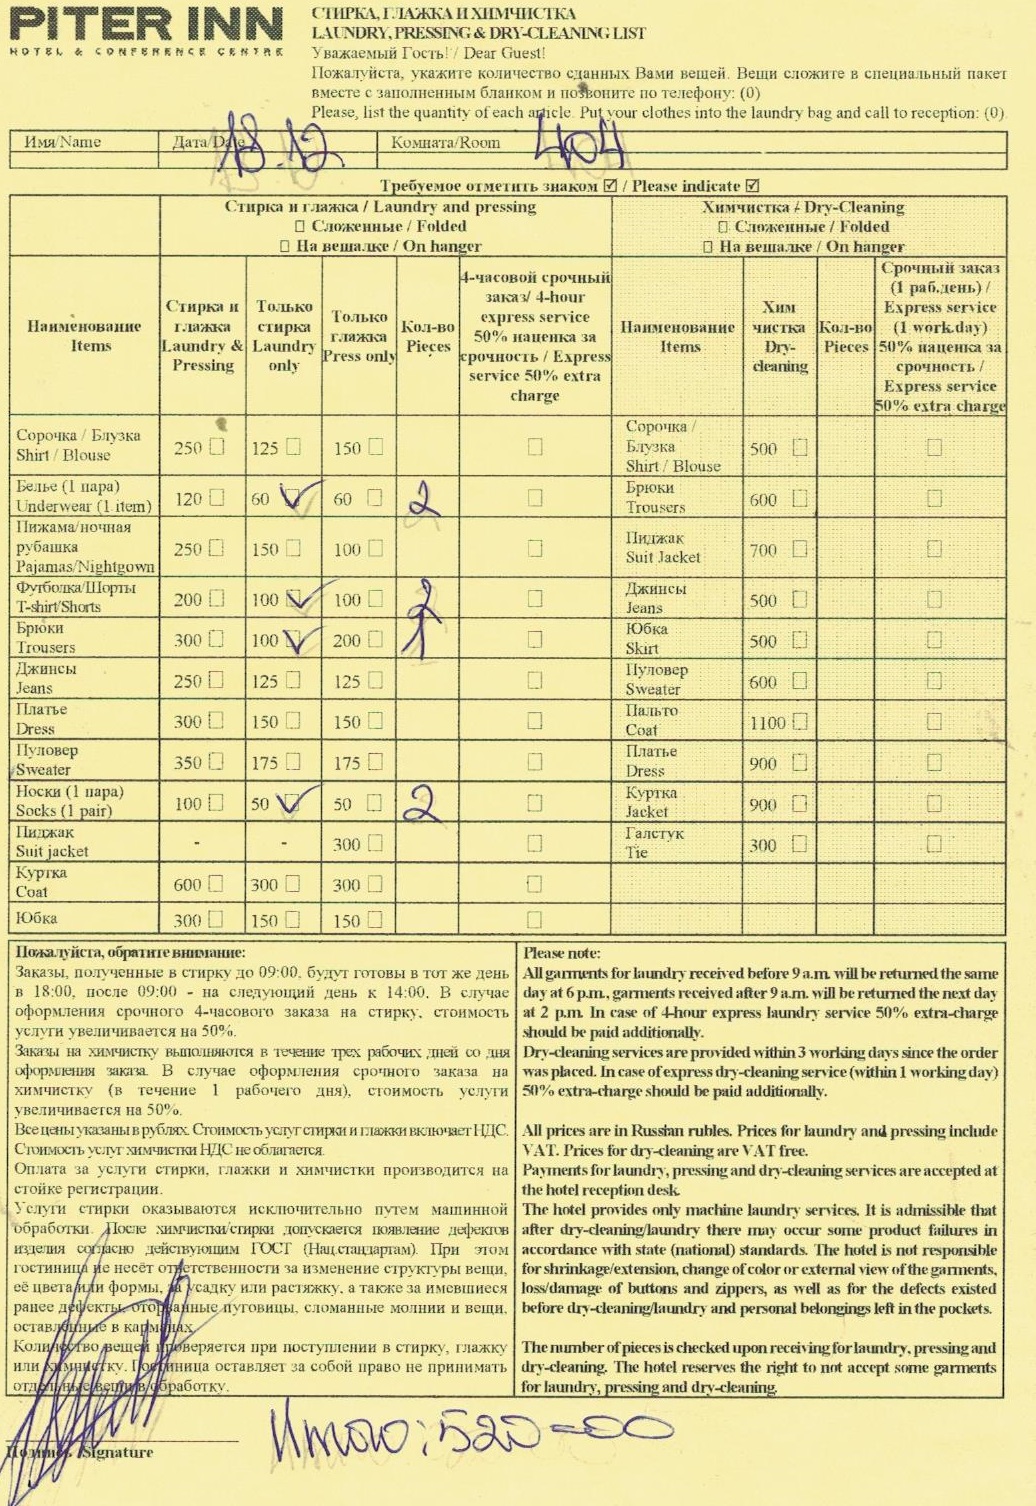 PITER INN
HOTEL & CONFERENCE CENTRE
СТИРКА, ГЛАЖКА И ХИМЧИСТКА
LAUNDRY, PRESSING & DRY-CLEANING LIST
Уважаемый Гость! / Dear Guest!
Пожалуйста, укажите количество сданных Вами вещей. Вещи сложите в специальный пакет
вместе с заполненным бланком и позвоните по телефону: (0)
Please, list the quantity of each article. Put your clothes into the laundry bag and call to reception: (0).
Имя/Name Дата/Date 18.12 Комната/Room 404
Требуемое отметить знаком ☑ / Please indicate ☑
Стирка и глажка / Laundry and pressing
☐ Сложенные / Folded
☐ На вешалке / On hanger
Химчистка / Dry-Cleaning
☐ Сложенные / Folded
☐ На вешалке / On hanger
Наименование
Items
Стирка и
глажка
Laundry &
Pressing
Только
стирка
Laundry
only
Только
глажка
Press only
Кол-во
Pieces
4-часовой срочный
заказ/ 4-hour
express service
50% наценка за
срочность / Express
service 50% extra
charge
Наименование
Items
Хим
чистка
Dry-
cleaning
Кол-во
Pieces
Срочный заказ
(1 раб.день) /
Express service
(1 work.day)
50% наценка за
срочность /
Express service
50% extra charge
Сорочка / Блузка
Shirt / Blouse
250 ☐ 125 ☐ 150 ☐ ☐
Сорочка /
Блузка
Shirt / Blouse
500 ☐ ☐
Белье (1 пара)
Underwear (1 item)
120 ☐ 60 ☑ 60 ☐ 2 ☐
Брюки
Trousers
600 ☐ ☐
Пижама/ночная
рубашка
Pajamas/Nightgown
250 ☐ 150 ☐ 100 ☐ ☐
Пиджак
Suit Jacket
700 ☐ ☐
Футболка/Шорты
T-shirt/Shorts
200 ☐ 100 ☑ 100 ☐ 2 ☐
Джинсы
Jeans
500 ☐ ☐
Брюки
Trousers
300 ☐ 100 ☑ 200 ☐ 1 ☐
Юбка
Skirt
500 ☐ ☐
Джинсы
Jeans
250 ☐ 125 ☐ 125 ☐ ☐
Пуловер
Sweater
600 ☐ ☐
Платье
Dress
300 ☐ 150 ☐ 150 ☐ ☐
Пальто
Coat
1100 ☐ ☐
Пуловер
Sweater
350 ☐ 175 ☐ 175 ☐ ☐
Платье
Dress
900 ☐ ☐
Носки (1 пара)
Socks (1 pair)
100 ☐ 50 ☑ 50 ☐ 2 ☐
Куртка
Jacket
900 ☐ ☐
Пиджак
Suit jacket
- - 300 ☐ ☐
Галстук
Tie
300 ☐ ☐
Куртка
Coat
600 ☐ 300 ☐ 300 ☐ ☐
Юбка 300 ☐ 150 ☐ 150 ☐ ☐
Пожалуйста, обратите внимание:
Заказы, полученные в стирку до 09:00, будут готовы в тот же день
в 18:00, после 09:00 - на следующий день к 14:00. В случае
оформления срочного 4-часового заказа на стирку, стоимость
услуги увеличивается на 50%.
Заказы на химчистку выполняются в течение трех рабочих дней со дня
оформления заказа. В случае оформления срочного заказа на
химчистку (в течение 1 рабочего дня), стоимость услуги
увеличивается на 50%.
Все цены указаны в рублях. Стоимость услуг стирки и глажки включает НДС.
Стоимость услуг химчистки НДС не облагается.
Оплата за услуги стирки, глажки и химчистки производится на
стойке регистрации.
Услуги стирки оказываются исключительно путем машинной
обработки. После химчистки/стирки допускается появление дефектов
изделия согласно действующим ГОСТ (Нац.стандартам). При этом
гостиница не несёт ответственности за изменение структуры вещи,
её цвета или формы, за усадку или растяжку, а также за имевшиеся
ранее дефекты, оторванные пуговицы, сломанные молнии и вещи,
оставленные в карманах.
Количество вещей проверяется при поступлении в стирку, глажку
или химчистку. Гостиница оставляет за собой право не принимать
отдельные вещи в обработку.
Please note:
All garments for laundry received before 9 a.m. will be returned the same
day at 6 p.m., garments received after 9 a.m. will be returned the next day
at 2 p.m. In case of 4-hour express laundry service 50% extra-charge
should be paid additionally.
Dry-cleaning services are provided within 3 working days since the order
was placed. In case of express dry-cleaning service (within 1 working day)
50% extra-charge should be paid additionally.
All prices are in Russian rubles. Prices for laundry and pressing include
VAT. Prices for dry-cleaning are VAT free.
Payments for laundry, pressing and dry-cleaning services are accepted at
the hotel reception desk.
The hotel provides only machine laundry services. It is admissible that
after dry-cleaning/laundry there may occur some product failures in
accordance with state (national) standards. The hotel is not responsible
for shrinkage/extension, change of color or external view of the garments,
loss/damage of buttons and zippers, as well as for the defects existed
before dry-cleaning/laundry and personal belongings left in the pockets.
The number of pieces is checked upon receiving for laundry, pressing and
dry-cleaning. The hotel reserves the right to not accept some garments
for laundry, pressing and dry-cleaning.
Подпись /Signature
Итого: 520=00